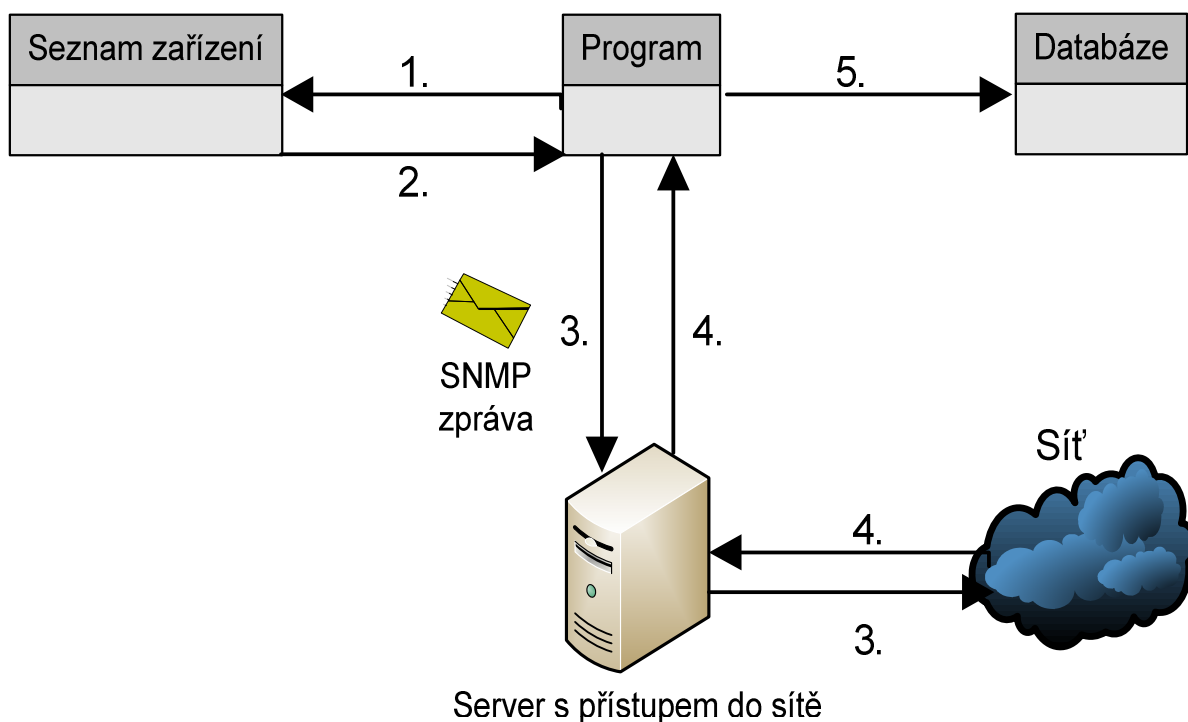 Seznam zařízení
Program
Databáze
1.
5.
2.
3.
4.
SNMP
zpráva
Síť
4.
3.
Server s přístupem do sítě